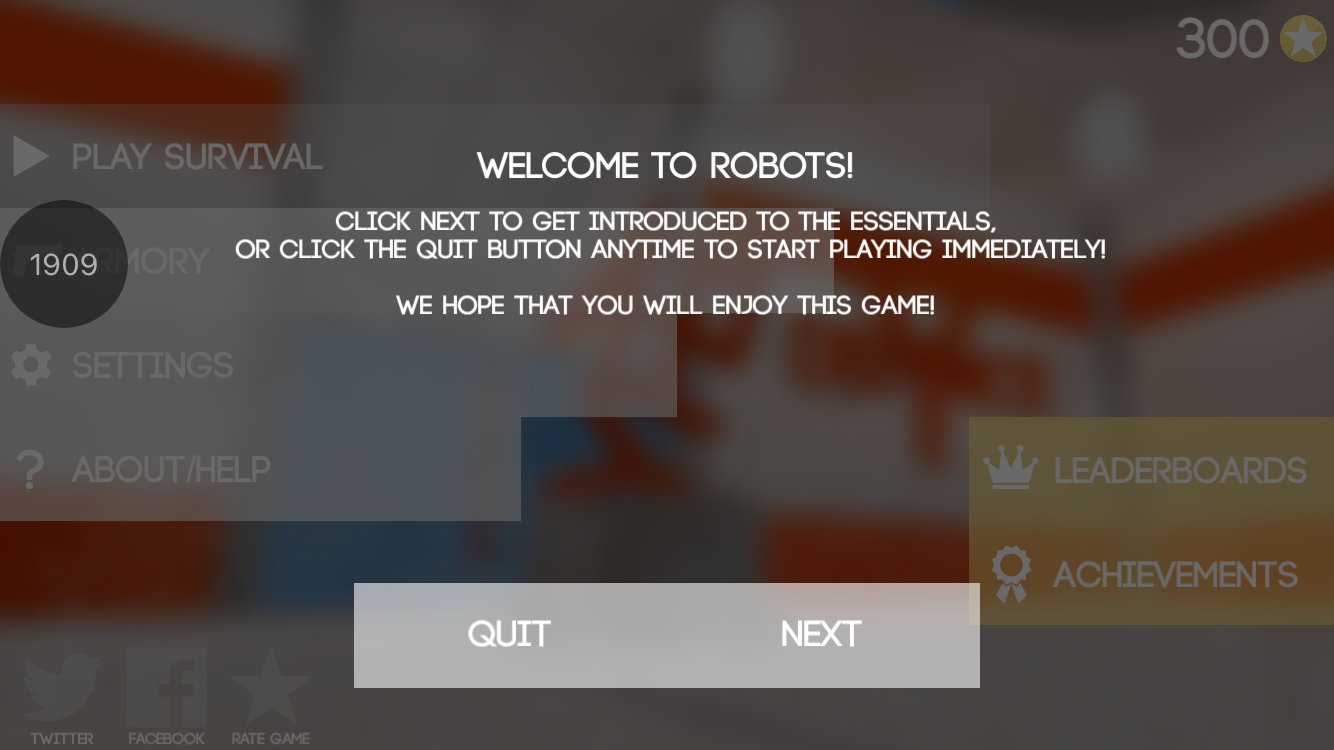 300
PLAY SURVIVAL
WELCOME TO ROBOTS!
CLICK NEXT TO GET INTRODUCED TO THE ESSENTIALS,
OR CLICK THE QUIT BUTTON ANYTIME TO START PLAYING IMMEDIATELY!
WE HOPE THAT YOU WILL ENJOY THIS GAME!
1909
ARMORY
SETTINGS
ABOUT/HELP
LEADERBOARDS
ACHIEVEMENTS
QUIT
NEXT
TWITTER
FACEBOOK
RATE GAME